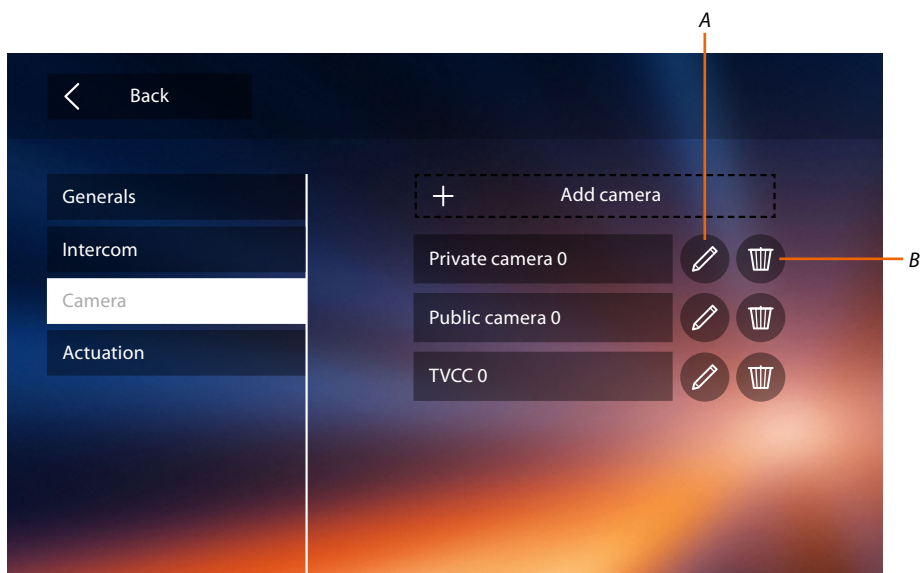 A
Back
Generals
Intercom
Camera
Actuation
Add camera
Private camera 0
B
Public camera 0
TVCC 0